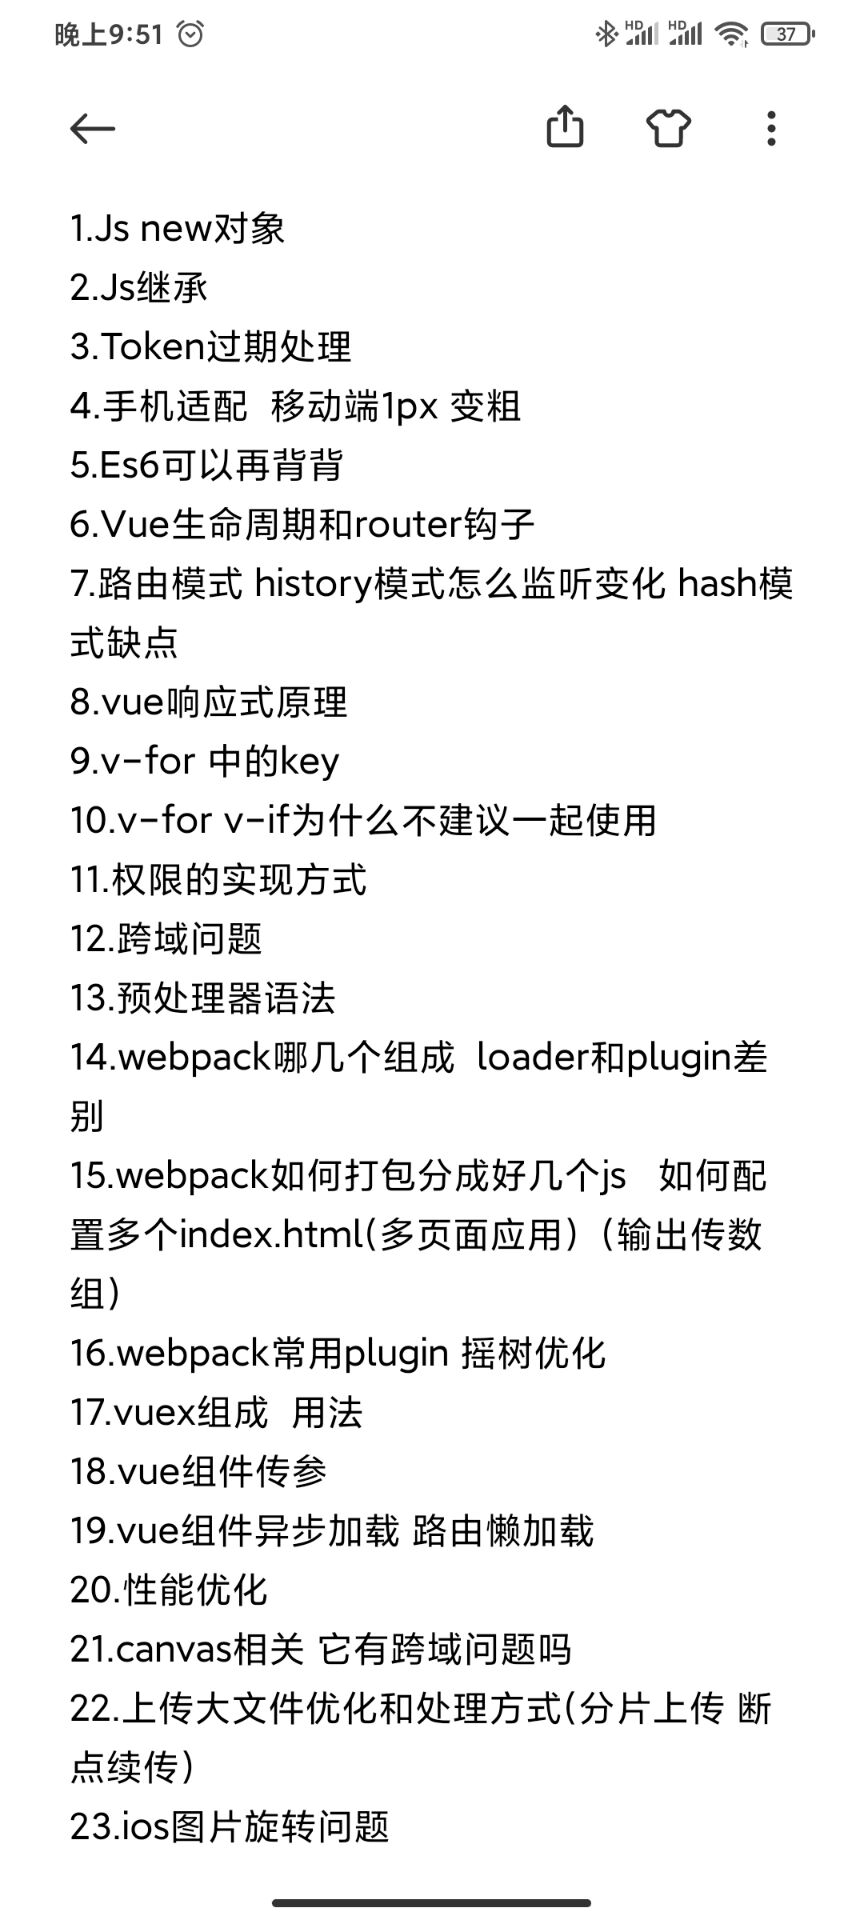 晚上9:51
HD HD 37
1.Js new对象
2.Js继承
3.Token过期处理
4.手机适配  移动端1px 变粗
5.Es6可以再背背
6.Vue生命周期和router钩子
7.路由模式 history模式怎么监听变化 hash模
式缺点
8.vue响应式原理
9.v-for 中的key
10.v-for v-if为什么不建议一起使用
11.权限的实现方式
12.跨域问题
13.预处理器语法
14.webpack哪几个组成  loader和plugin差
别
15.webpack如何打包分成好几个js   如何配
置多个index.html(多页面应用)（输出传数
组）
16.webpack常用plugin 摇树优化
17.vuex组成  用法
18.vue组件传参
19.vue组件异步加载 路由懒加载
20.性能优化
21.canvas相关 它有跨域问题吗
22.上传大文件优化和处理方式(分片上传 断
点续传)
23.ios图片旋转问题